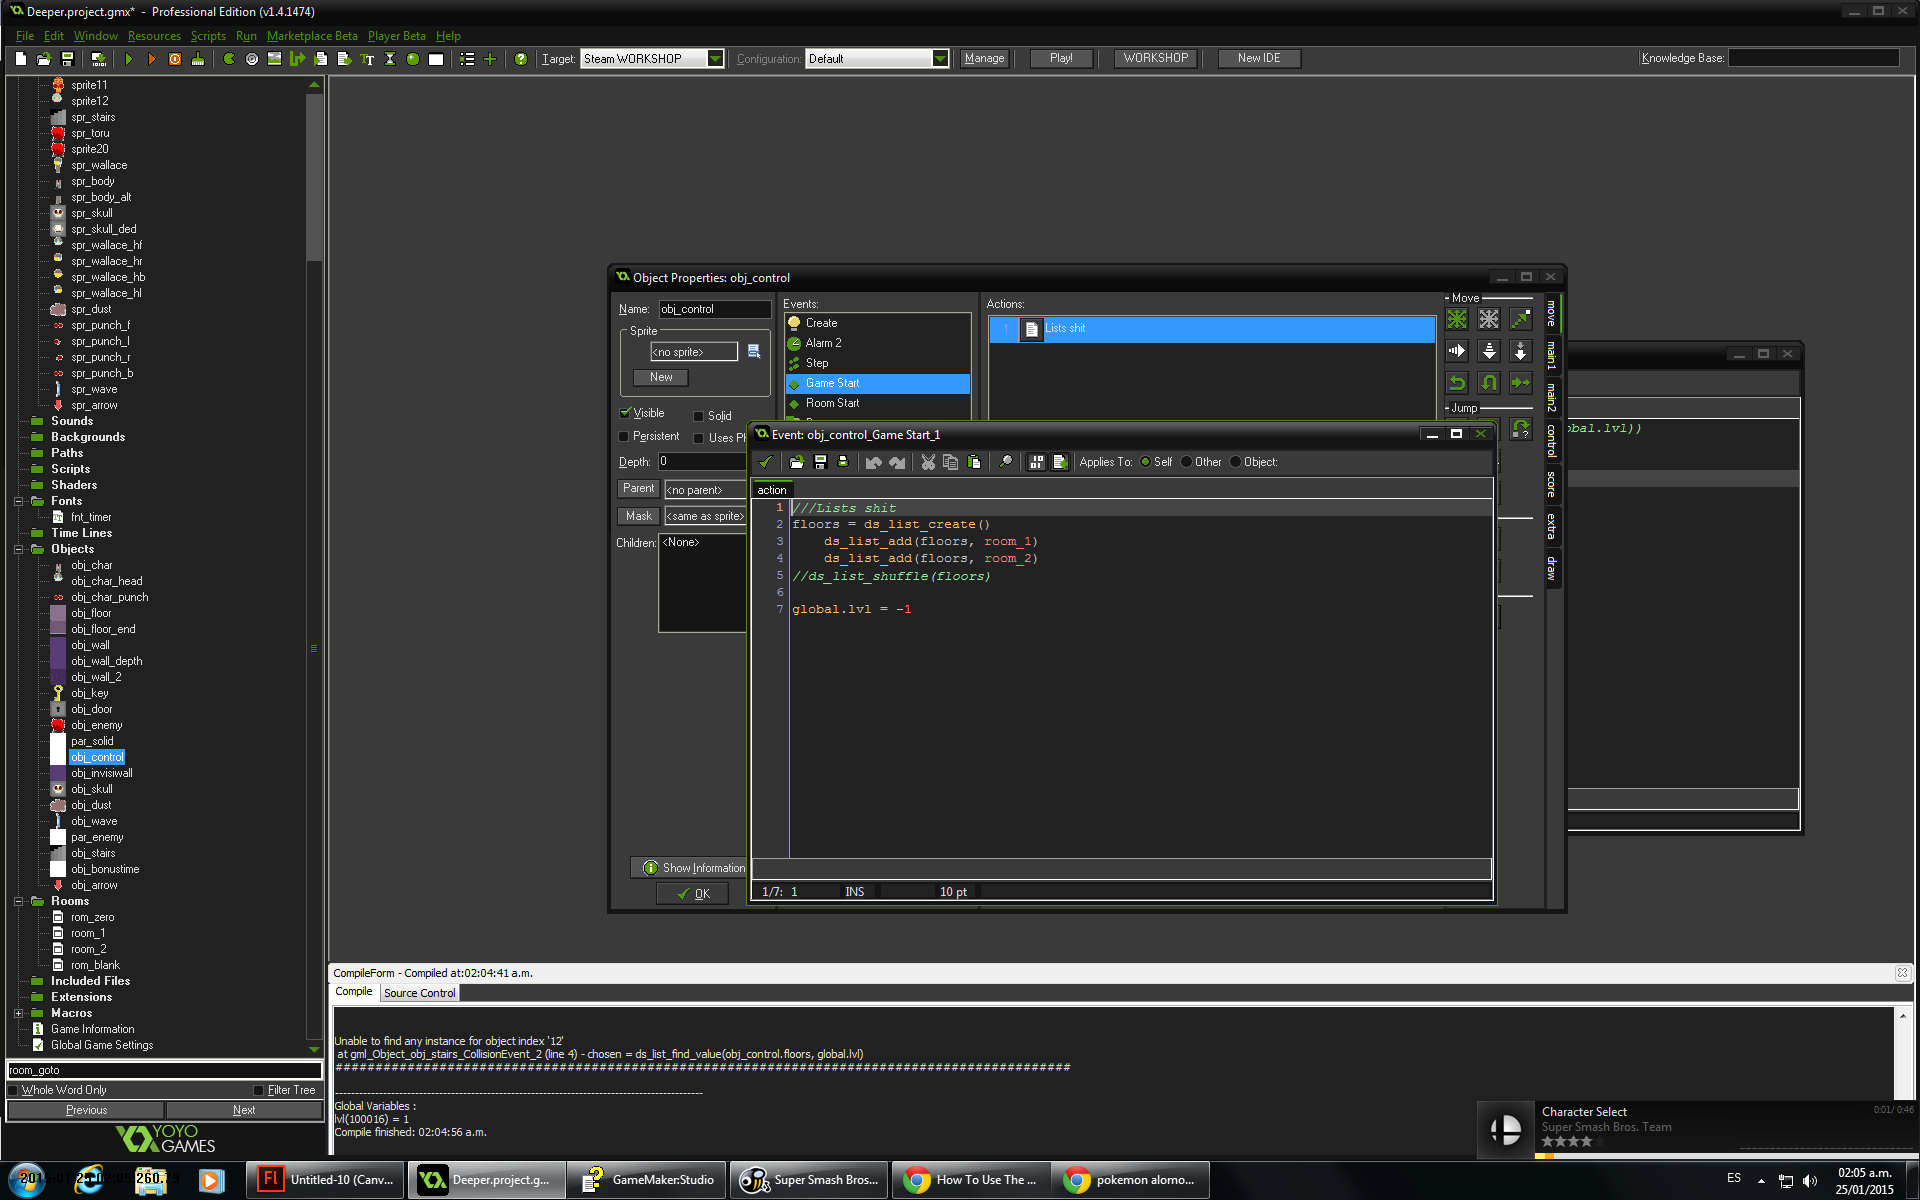 Deeper.project.gmx* - Professional Edition (v1.4.1474)
File Edit Window Resources Scripts Run Marketplace Beta Player Beta Help
Target: Steam WORKSHOP Configuration: Default Manage Play! WORKSHOP New IDE Knowledge Base:
sprite11
sprite12
spr_stairs
spr_toru
sprite20
spr_wallace
spr_body
spr_body_alt
spr_skull
spr_skull_ded
spr_wallace_hf
spr_wallace_hr
spr_wallace_hb
spr_wallace_hl
spr_dust
spr_punch_f
spr_punch_l
spr_punch_r
spr_punch_b
spr_wave
spr_arrow
Sounds
Backgrounds
Paths
Scripts
Shaders
Fonts
fnt_timer
Time Lines
Objects
obj_char
obj_char_head
obj_char_punch
obj_floor
obj_floor_end
obj_wall
obj_wall_depth
obj_wall_2
obj_key
obj_door
obj_enemy
par_solid
obj_control
obj_invisiwall
obj_skull
obj_dust
obj_wave
par_enemy
obj_stairs
obj_bonustime
obj_arrow
Rooms
rom_zero
room_1
room_2
rom_blank
Included Files
Extensions
Macros
Game Information
Global Game Settings
room_goto
Whole Word Only Filter Tree
Previous Next
YOYO GAMES
Object Properties: obj_control
Name: obj_control
Sprite
<no sprite>
New
Visible Solid
Persistent Uses P
Depth: 0
Parent <no parent>
Mask <same as sprite>
Children: <None>
Show Information
OK
Events:
Create
Alarm 2
Step
Game Start
Room Start
Actions:
1 Lists shit
Move
Jump
move
main1
main2
control
score
extra
draw
obal.lvl))
Event: obj_control_Game Start_1
Applies To: Self Other Object:
action
1 ///Lists shit
2 floors = ds_list_create()
3 ds_list_add(floors, room_1)
4 ds_list_add(floors, room_2)
5 //ds_list_shuffle(floors)
6
7 global.lvl = -1
1/7: 1 INS 10 pt
CompileForm - Compiled at:02:04:41 a.m.
Compile Source Control
Unable to find any instance for object index '12'
at gml_Object_obj_stairs_CollisionEvent_2 (line 4) - chosen = ds_list_find_value(obj_control.floors, global.lvl)
############################################################################################
--------------------------------------------------------------------------------------------
Global Variables :
lvl(100016) = 1
Compile finished: 02:04:56 a.m.
Character Select 0:01/ 0:46
Super Smash Bros. Team
Untitled-10 (Canv...
Deeper.project.g...
GameMaker:Studio
Super Smash Bros...
How To Use The ...
pokemon alomo...
ES
02:05 a.m.
25/01/2015